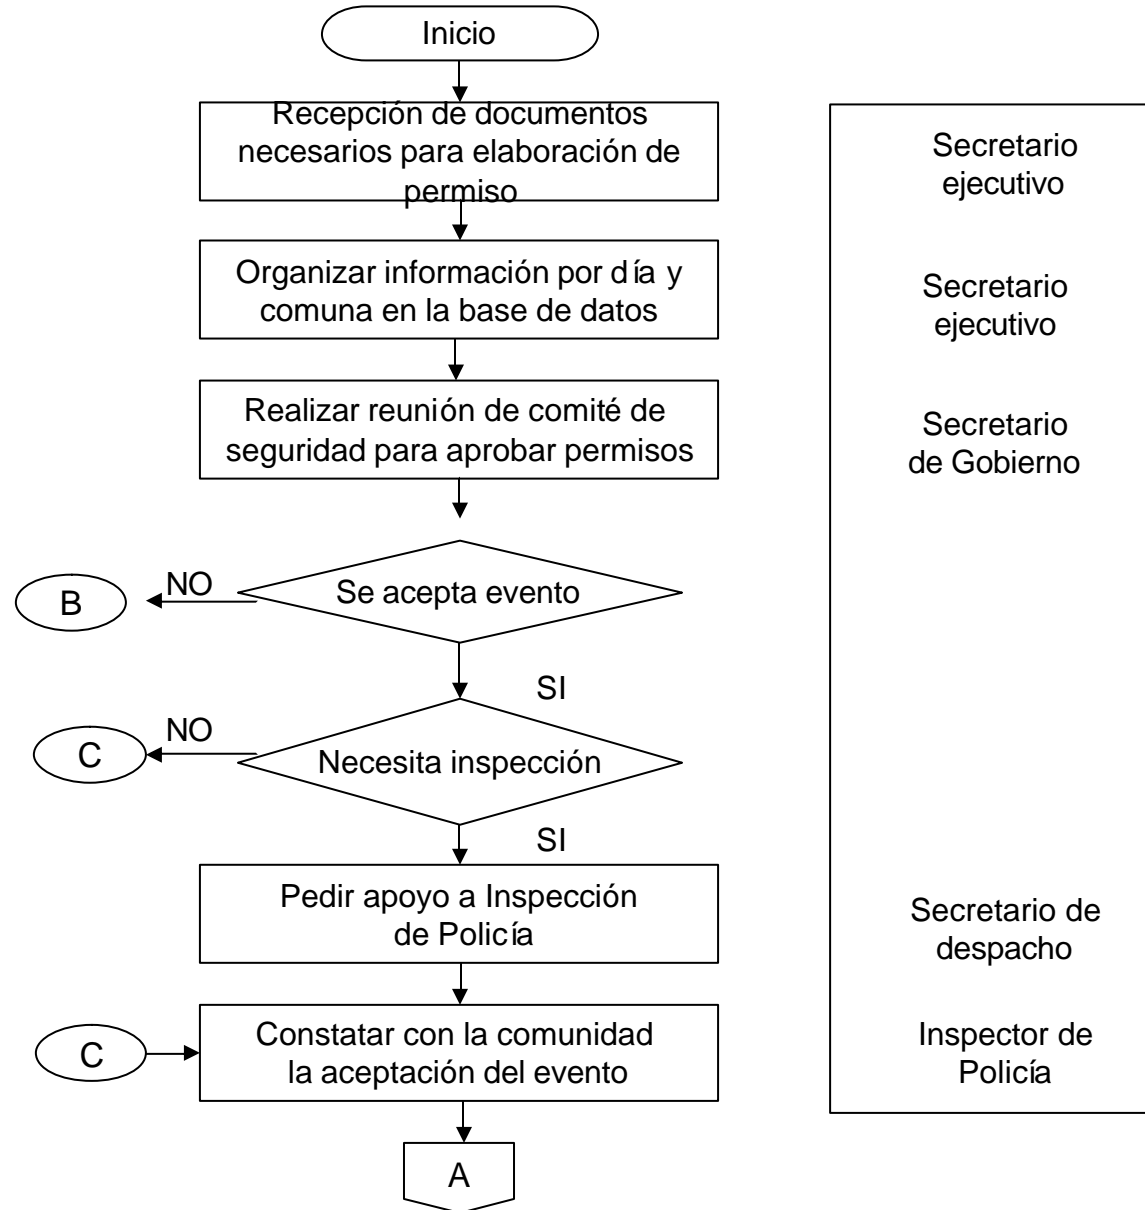 Inicio
Recepción de documentos
necesarios para elaboración de
permiso
Secretario
ejecutivo
Organizar información por día y
comuna en la base de datos
Secretario
ejecutivo
Realizar reunión de comité de
seguridad para aprobar permisos
Secretario
de Gobierno
NO
B
Se acepta evento
SI
NO
C
Necesita inspección
SI
Pedir apoyo a Inspección
de Policía
Secretario de
despacho
C
Constatar con la comunidad
la aceptación del evento
Inspector de
Policía
A